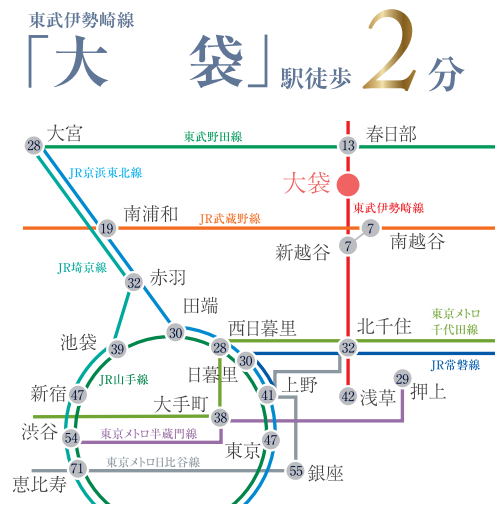 東武伊勢崎線
「大 袋」駅徒歩2分
大宮
28
東武野田線
13
春日部
JR京浜東北線
大袋
東武伊勢崎線
南浦和
19
JR武蔵野線
7
南越谷
新越谷
7
JR埼京線
32
赤羽
田端
30
西日暮里
東京メトロ
千代田線
北千住
池袋
39
28
32
日暮里
30
JR常磐線
JR山手線
新宿
47
上野
41
42
浅草
29
押上
大手町
38
渋谷
54
東京メトロ半蔵門線
東京
47
東京メトロ日比谷線
恵比寿
71
55
銀座